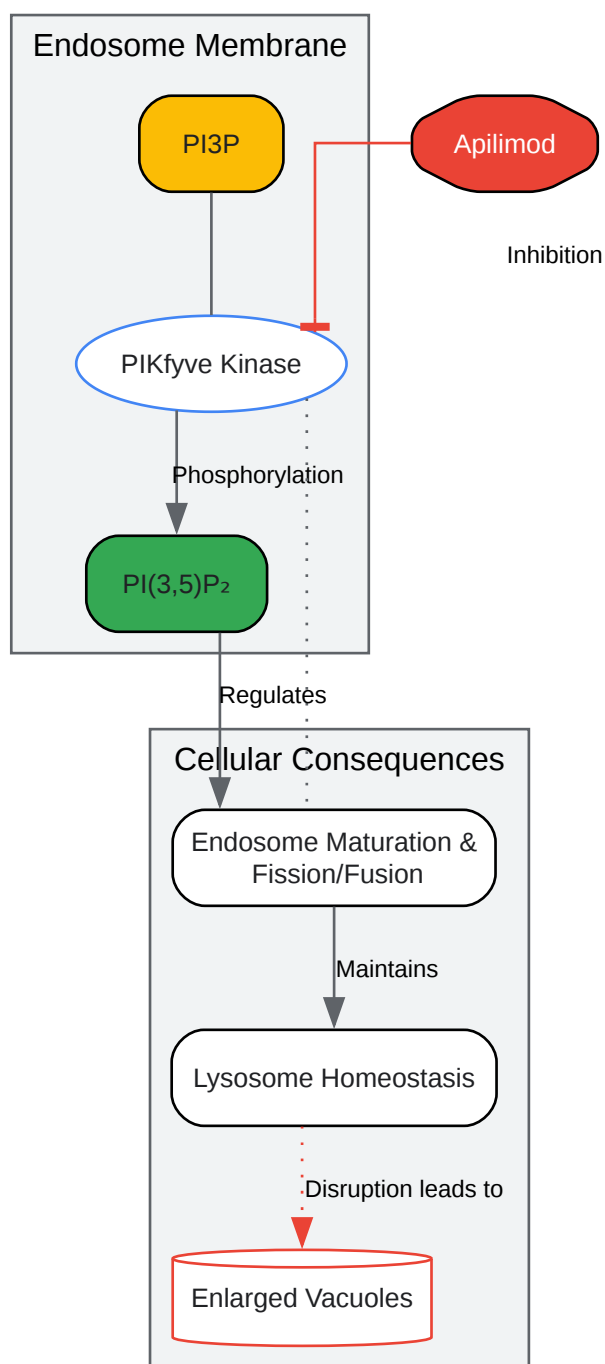 Endosome Membrane
PI3P
Apilimod
Inhibition
PIKfyve Kinase
Phosphorylation
PI(3,5)P₂
Regulates
Cellular Consequences
Endosome Maturation &
Fission/Fusion
Maintains
Lysosome Homeostasis
Disruption leads to
Enlarged Vacuoles